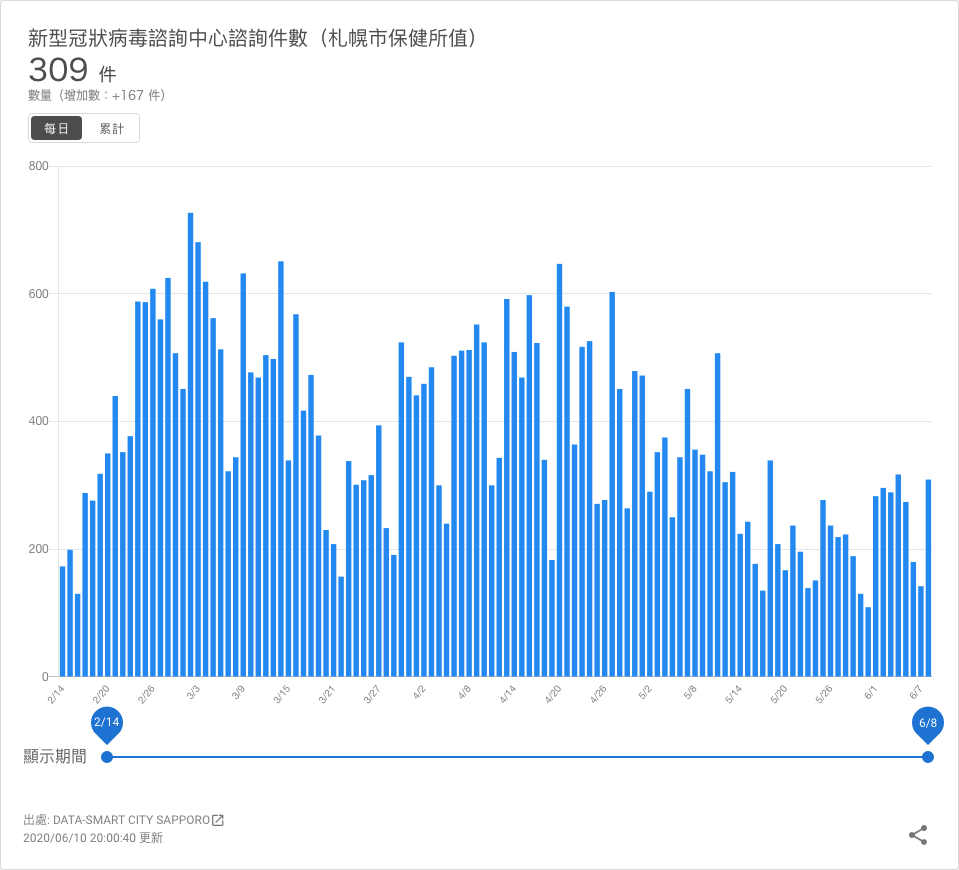 新型冠狀病毒諮詢中心諮詢件數（札幌市保健所值）
309 件
數量（增加數：+167 件）
每日 累計
800
600
400
200
0
2/14 2/20 2/26 3/3 3/9 3/15 3/21 3/27 4/2 4/8 4/14 4/20 4/26 5/2 5/8 5/14 5/20 5/26 6/1 6/7
2/14 6/8
顯示期間
出處: DATA-SMART CITY SAPPORO
2020/06/10 20:00:40 更新